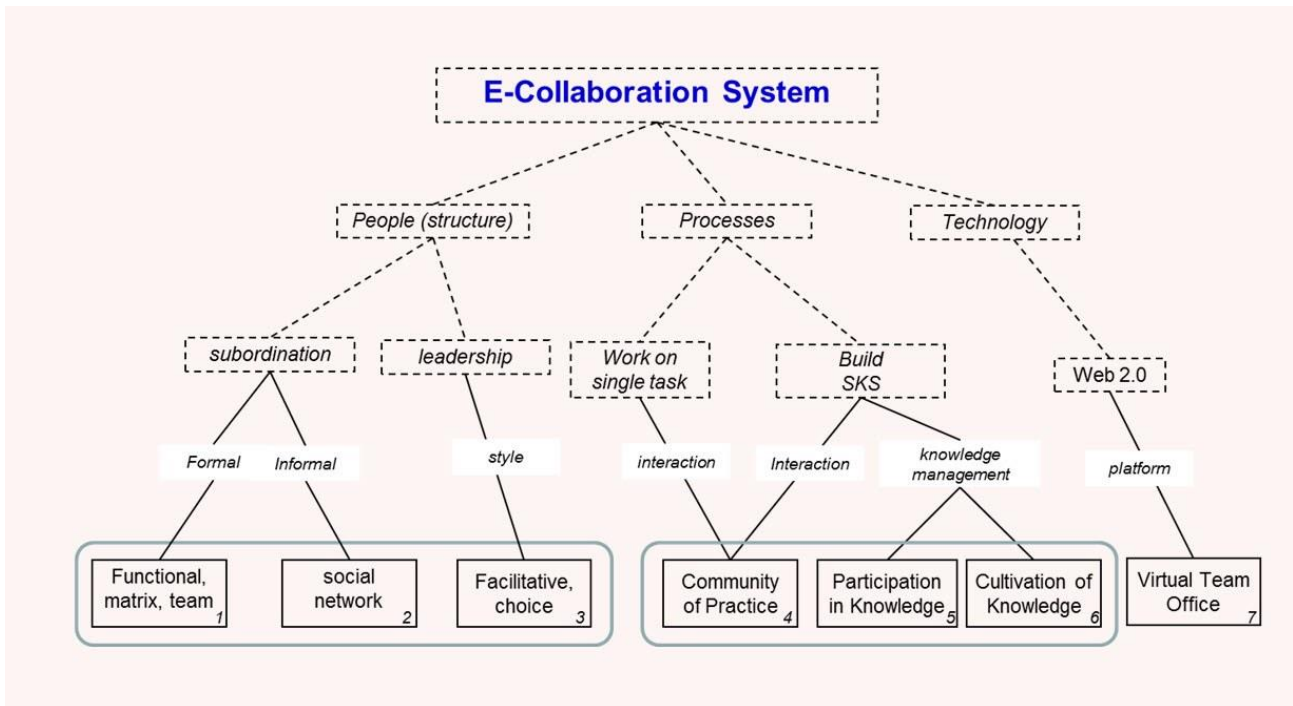 E-Collaboration System
People (structure)
Processes
Technology
subordination
leadership
Work on
single task
Build
SKS
Web 2.0
Formal
Informal
style
interaction
Interaction
knowledge
management
platform
Functional,
matrix, team
1
social
network
2
Facilitative,
choice
3
Community
of Practice
4
Participation
in Knowledge
5
Cultivation of
Knowledge
6
Virtual Team
Office
7